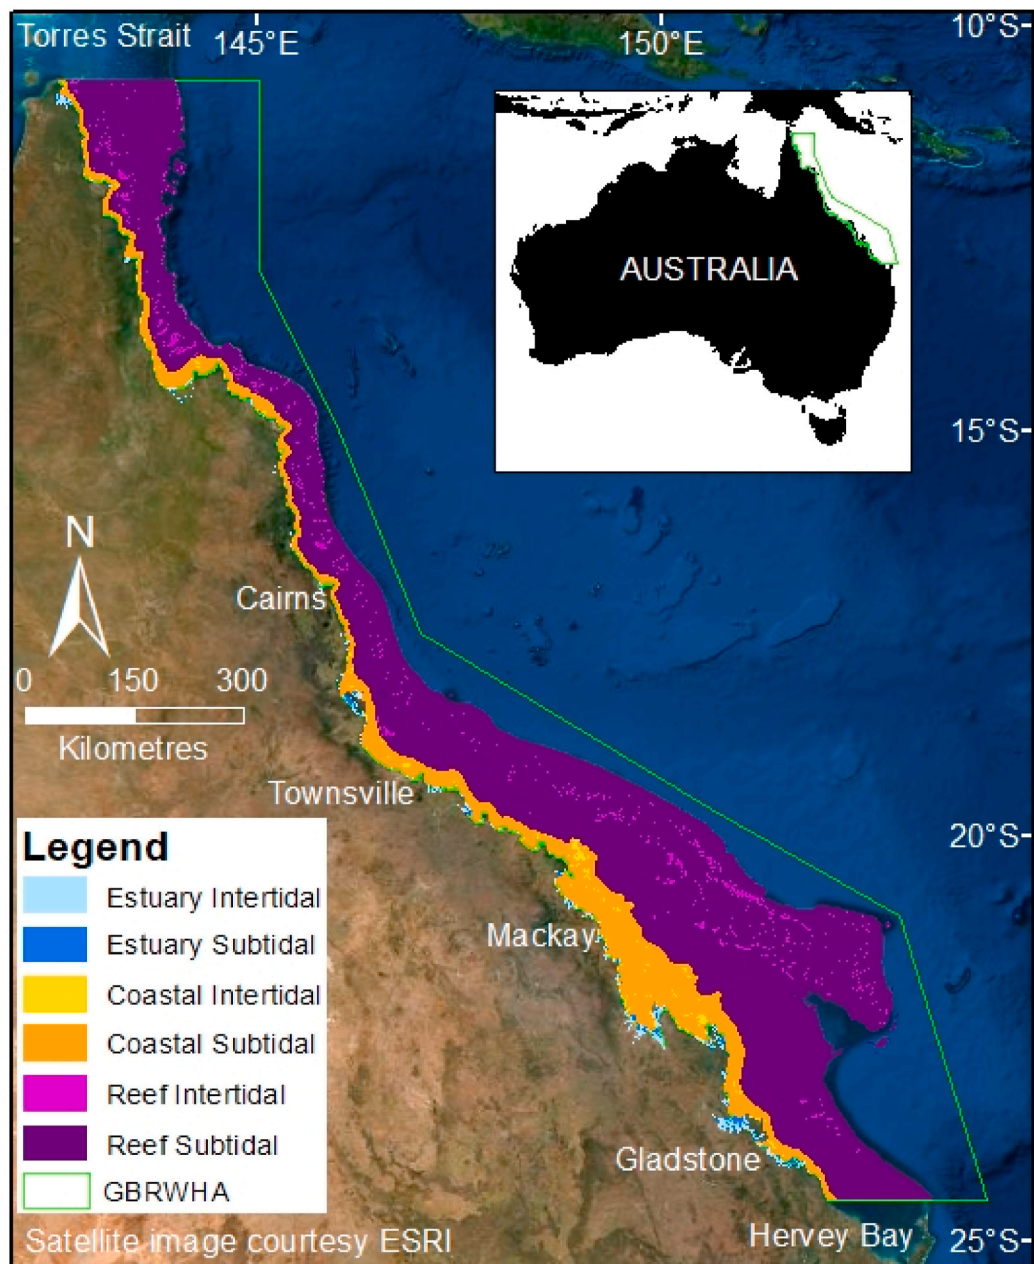 Torres Strait
145°E
150°E
10°S
AUSTRALIA
15°S
N
Cairns
0 150 300
Kilometres
Townsville
20°S
Legend
Estuary Intertidal
Estuary Subtidal
Coastal Intertidal
Coastal Subtidal
Reef Intertidal
Reef Subtidal
GBRWHA
Mackay
Gladstone
Hervey Bay
25°S
Satellite image courtesy ESRI